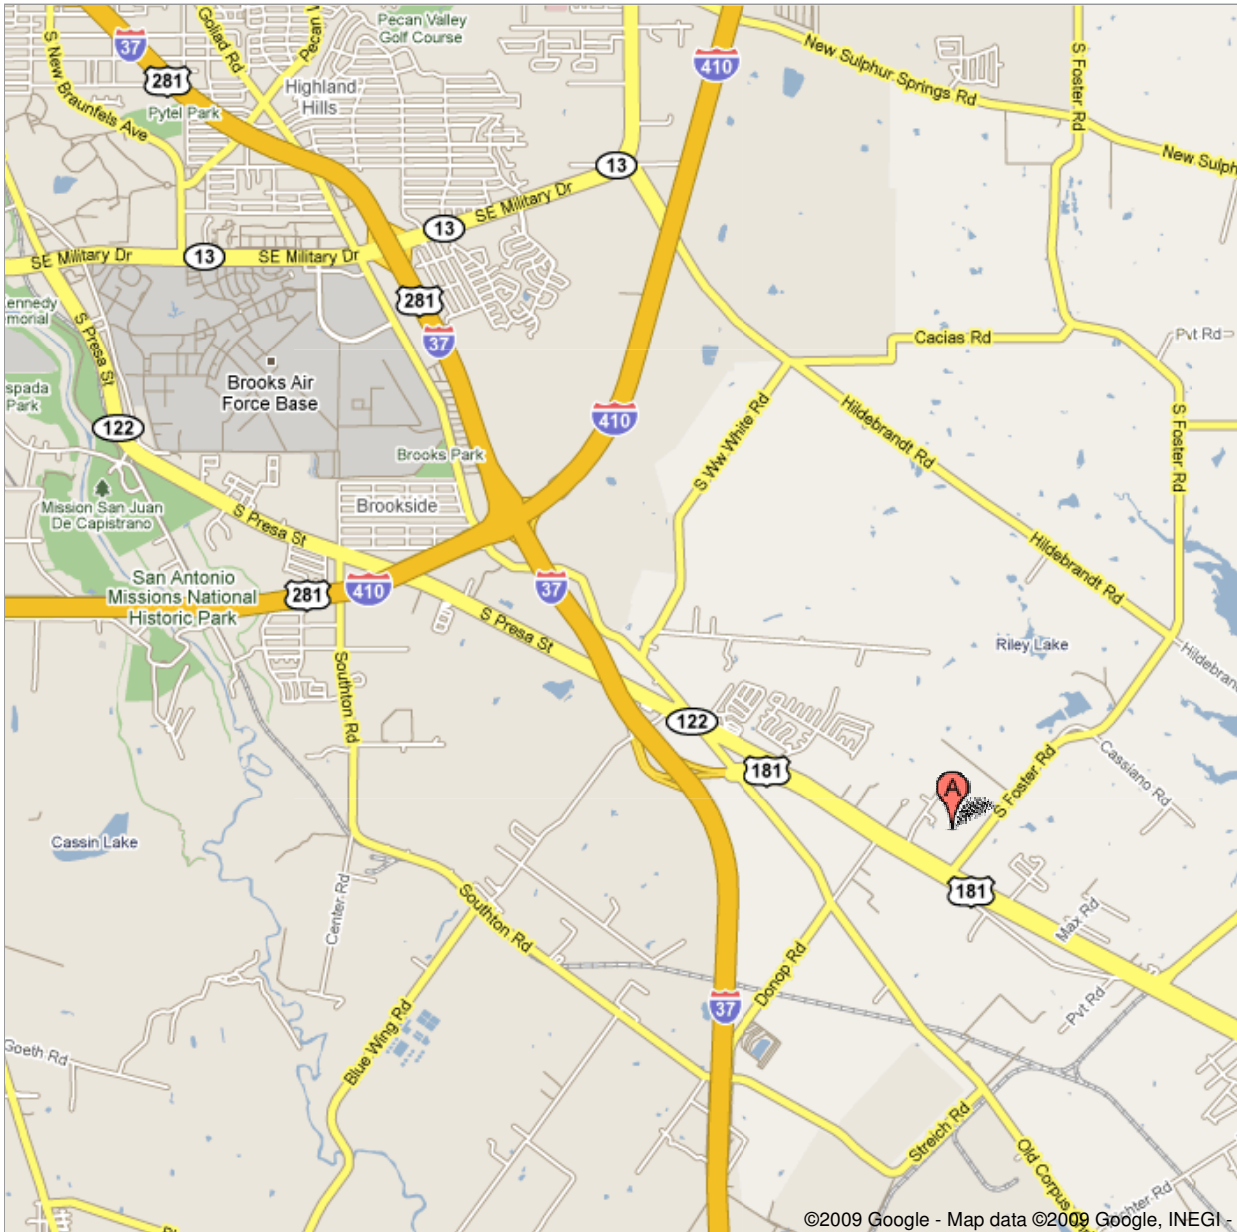 Pecan Valley
Golf Course
Goliad Rd
S New Braunfels Ave
37
281
410
New Sulphur Springs Rd
S Foster Rd
Highland
Hills
Pytel Park
13
New Sulph
SE Military Dr
SE Military Dr
13
SE Military Dr
13
281
37
S Presa St
Brooks Air
Force Base
Cacias Rd
Pvt Rd
410
122
Hildebrandt Rd
S Ww White Rd
S Foster Rd
Brooks Park
Brookside
Mission San Juan
De Capistrano
S Presa St
San Antonio
Missions National
Historic Park
281
410
37
Hildebrandt Rd
S Presa St
Riley Lake
Southton Rd
122
181
A
S Foster Rd
Cassiano Rd
Cassin Lake
181
Center Rd
Southton Rd
Max Rd
Donop Rd
37
Pvt Rd
Blue Wing Rd
Goeth Rd
Streich Rd
Old Corpus
©2009 Google - Map data ©2009 Google, INEGI -